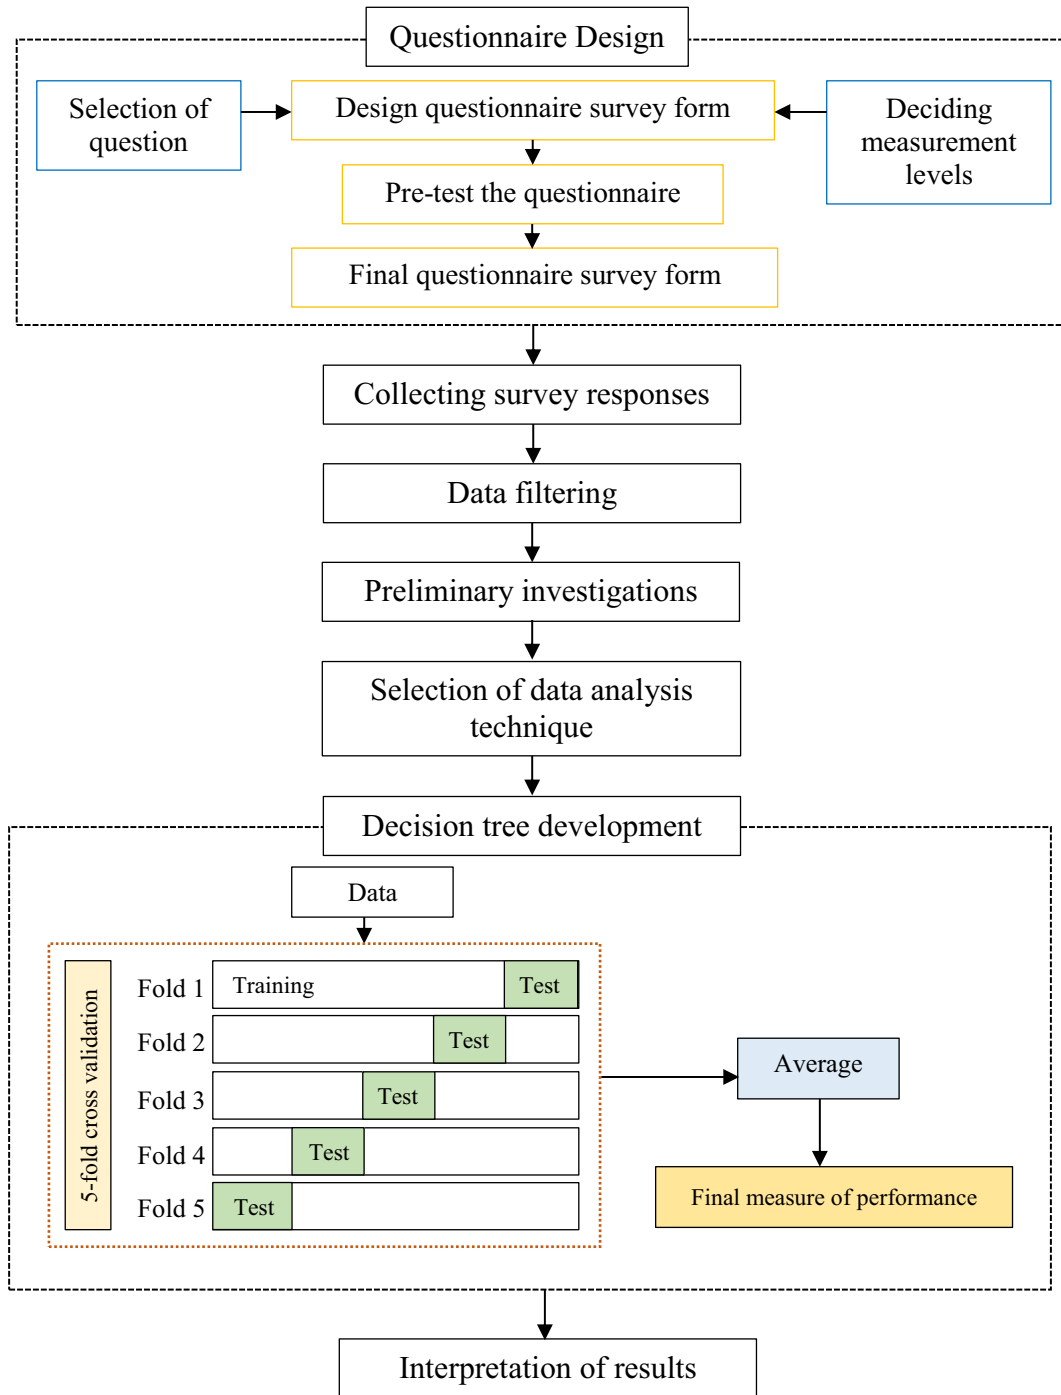 Questionnaire Design
Selection of
question
Design questionnaire survey form
Deciding
measurement
levels
Pre-test the questionnaire
Final questionnaire survey form
Collecting survey responses
Data filtering
Preliminary investigations
Selection of data analysis
technique
Decision tree development
Data
5-fold cross validation
Fold 1
Training
Test
Fold 2
Test
Fold 3
Test
Fold 4
Test
Fold 5
Test
Average
Final measure of performance
Interpretation of results